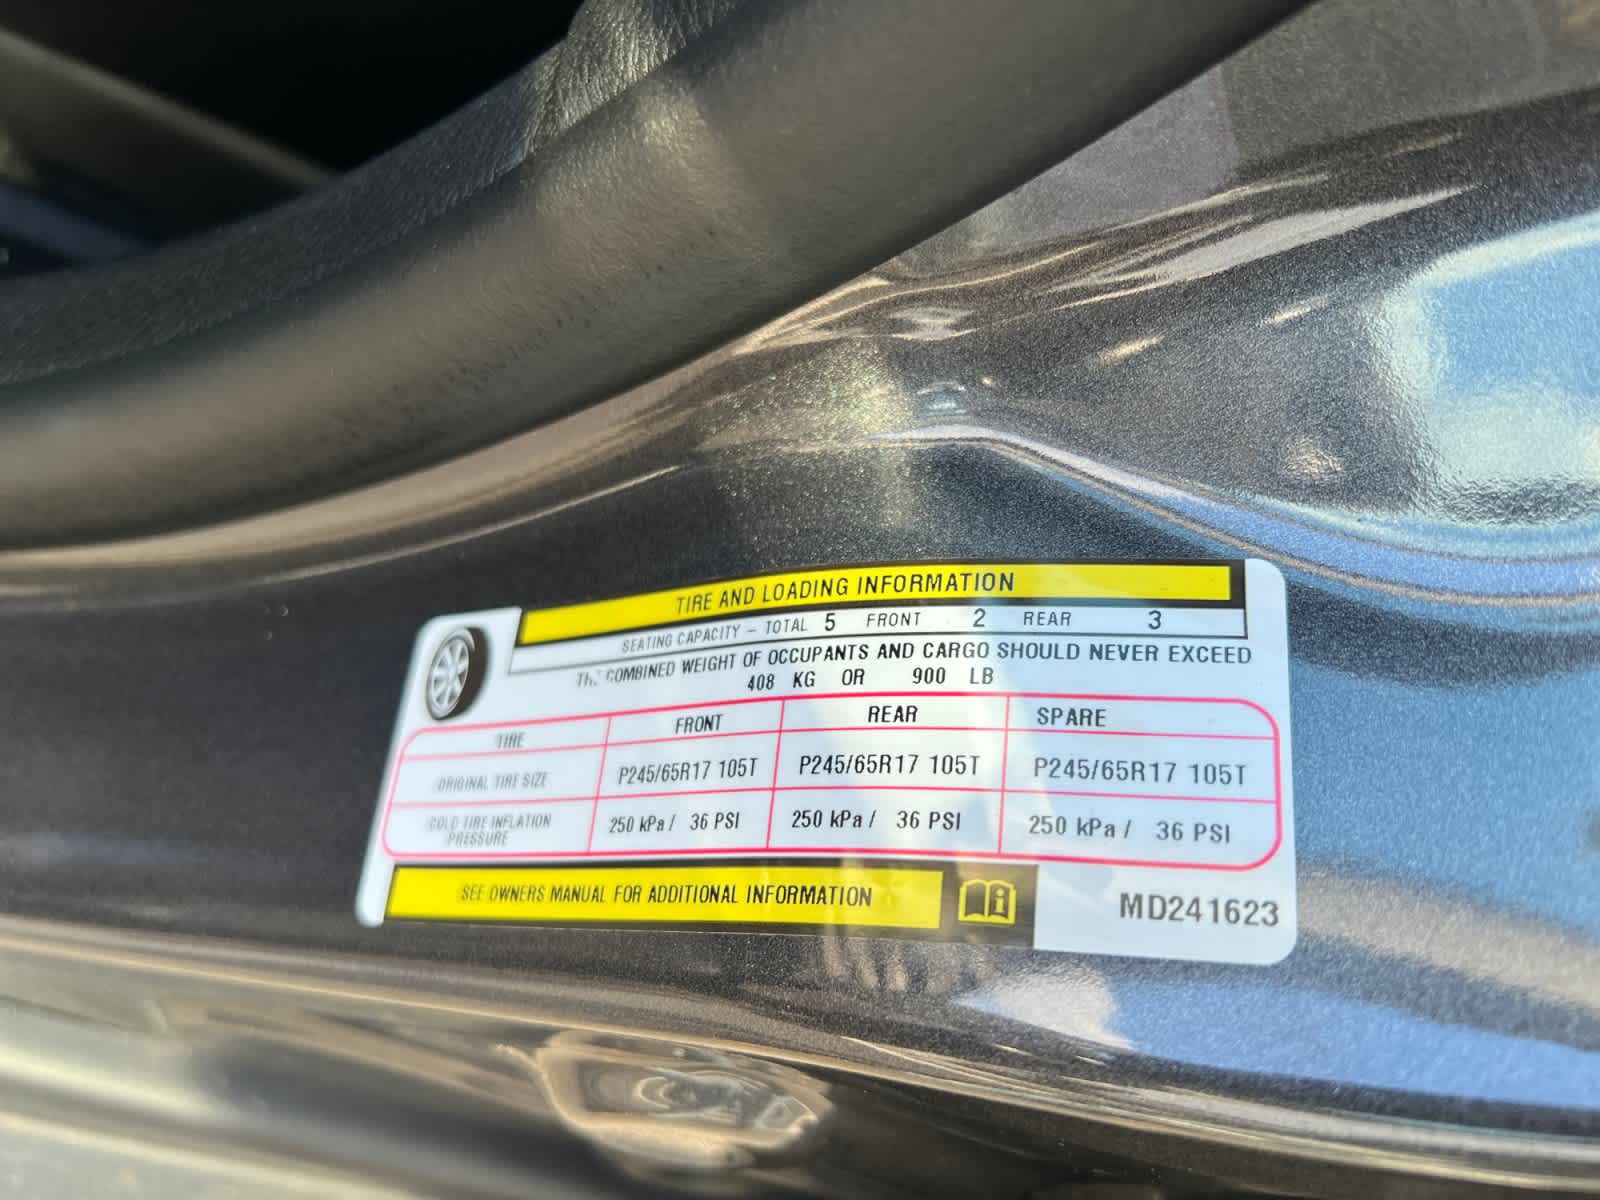 TIRE AND LOADING INFORMATION
SEATING CAPACITY – TOTAL 5 FRONT 2 REAR 3
THE COMBINED WEIGHT OF OCCUPANTS AND CARGO SHOULD NEVER EXCEED
408 KG OR 900 LB
TIRE FRONT REAR SPARE
ORIGINAL TIRE SIZE P245/65R17 105T P245/65R17 105T P245/65R17 105T
COLD TIRE INFLATION
PRESSURE 250 kPa / 36 PSI 250 kPa / 36 PSI 250 kPa / 36 PSI
SEE OWNERS MANUAL FOR ADDITIONAL INFORMATION
MD241623